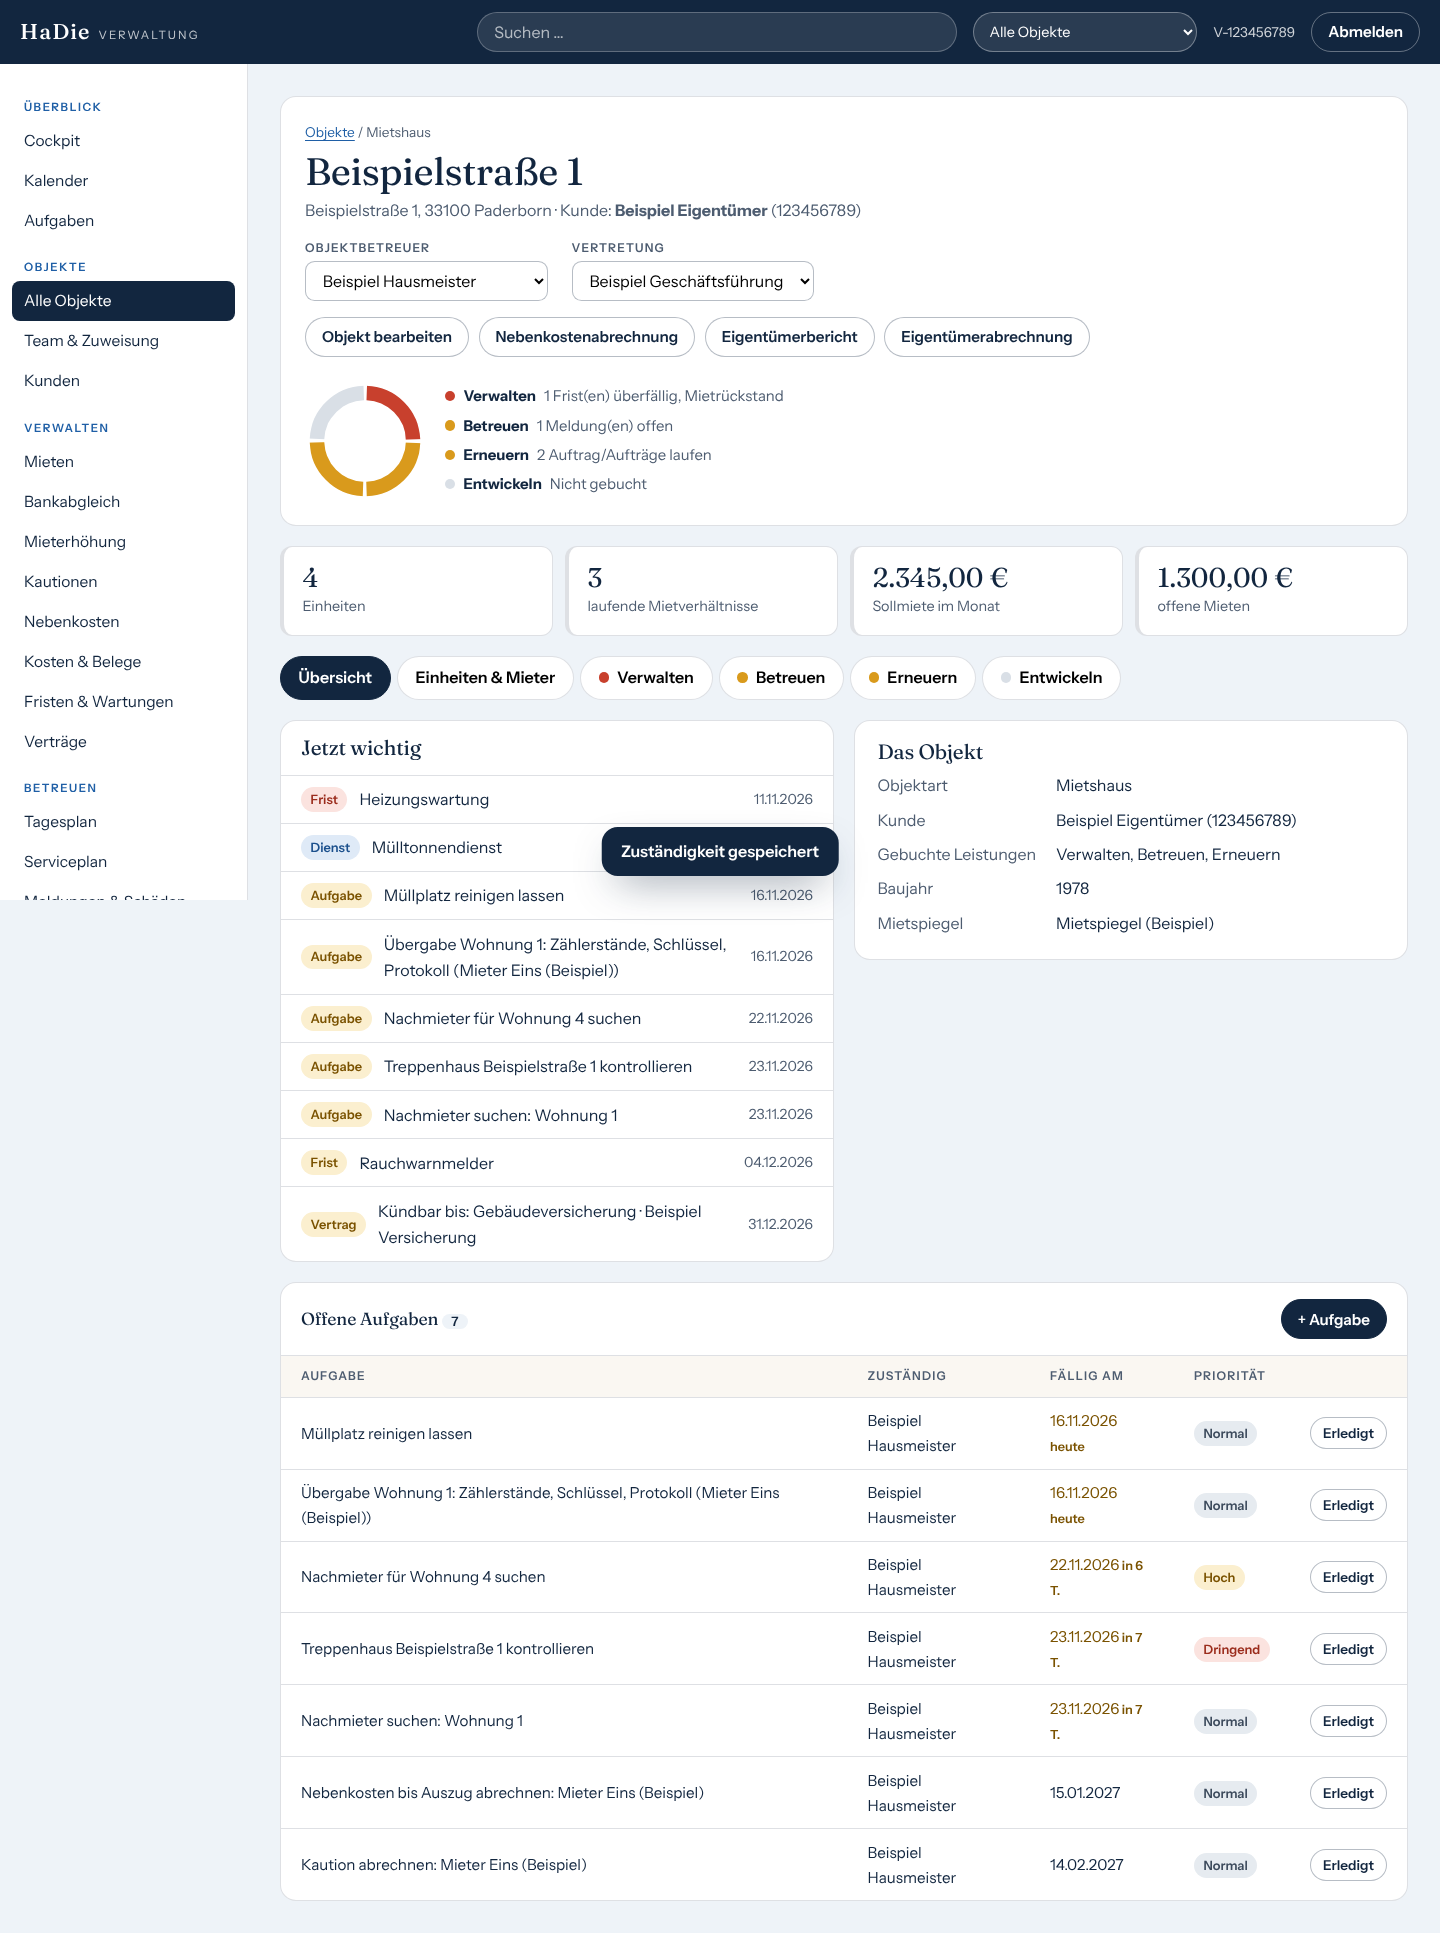 HaDie VERWALTUNG
Suchen ...
Alle Objekte
V-123456789
Abmelden
ÜBERBLICK
Cockpit
Kalender
Aufgaben
OBJEKTE
Alle Objekte
Team & Zuweisung
Kunden
VERWALTEN
Mieten
Bankabgleich
Mieterhöhung
Kautionen
Nebenkosten
Kosten & Belege
Fristen & Wartungen
Verträge
BETREUEN
Tagesplan
Serviceplan
Meldungen & Schäden
Objekte / Mietshaus
Beispielstraße 1
Beispielstraße 1, 33100 Paderborn · Kunde: Beispiel Eigentümer (123456789)
OBJEKTBETREUER
Beispiel Hausmeister
VERTRETUNG
Beispiel Geschäftsführung
Objekt bearbeiten
Nebenkostenabrechnung
Eigentümerbericht
Eigentümerabrechnung
Verwalten 1 Frist(en) überfällig, Mietrückstand
Betreuen 1 Meldung(en) offen
Erneuern 2 Auftrag/Aufträge laufen
Entwickeln Nicht gebucht
4
Einheiten
3
laufende Mietverhältnisse
2.345,00 €
Sollmiete im Monat
1.300,00 €
offene Mieten
Übersicht
Einheiten & Mieter
Verwalten
Betreuen
Erneuern
Entwickeln
Jetzt wichtig
Frist Heizungswartung 11.11.2026
Dienst Mülltonnendienst
Zuständigkeit gespeichert
Aufgabe Müllplatz reinigen lassen 16.11.2026
Aufgabe Übergabe Wohnung 1: Zählerstände, Schlüssel,
Protokoll (Mieter Eins (Beispiel)) 16.11.2026
Aufgabe Nachmieter für Wohnung 4 suchen 22.11.2026
Aufgabe Treppenhaus Beispielstraße 1 kontrollieren 23.11.2026
Aufgabe Nachmieter suchen: Wohnung 1 23.11.2026
Frist Rauchwarnmelder 04.12.2026
Vertrag Kündbar bis: Gebäudeversicherung · Beispiel
Versicherung 31.12.2026
Das Objekt
Objektart Mietshaus
Kunde Beispiel Eigentümer (123456789)
Gebuchte Leistungen Verwalten, Betreuen, Erneuern
Baujahr 1978
Mietspiegel Mietspiegel (Beispiel)
Offene Aufgaben 7
+ Aufgabe
AUFGABE ZUSTÄNDIG FÄLLIG AM PRIORITÄT
Müllplatz reinigen lassen Beispiel Hausmeister 16.11.2026 heute Normal Erledigt
Übergabe Wohnung 1: Zählerstände, Schlüssel, Protokoll (Mieter Eins
(Beispiel)) Beispiel Hausmeister 16.11.2026 heute Normal Erledigt
Nachmieter für Wohnung 4 suchen Beispiel Hausmeister 22.11.2026 in 6 T. Hoch Erledigt
Treppenhaus Beispielstraße 1 kontrollieren Beispiel Hausmeister 23.11.2026 in 7 T. Dringend Erledigt
Nachmieter suchen: Wohnung 1 Beispiel Hausmeister 23.11.2026 in 7 T. Normal Erledigt
Nebenkosten bis Auszug abrechnen: Mieter Eins (Beispiel) Beispiel Hausmeister 15.01.2027 Normal Erledigt
Kaution abrechnen: Mieter Eins (Beispiel) Beispiel Hausmeister 14.02.2027 Normal Erledigt